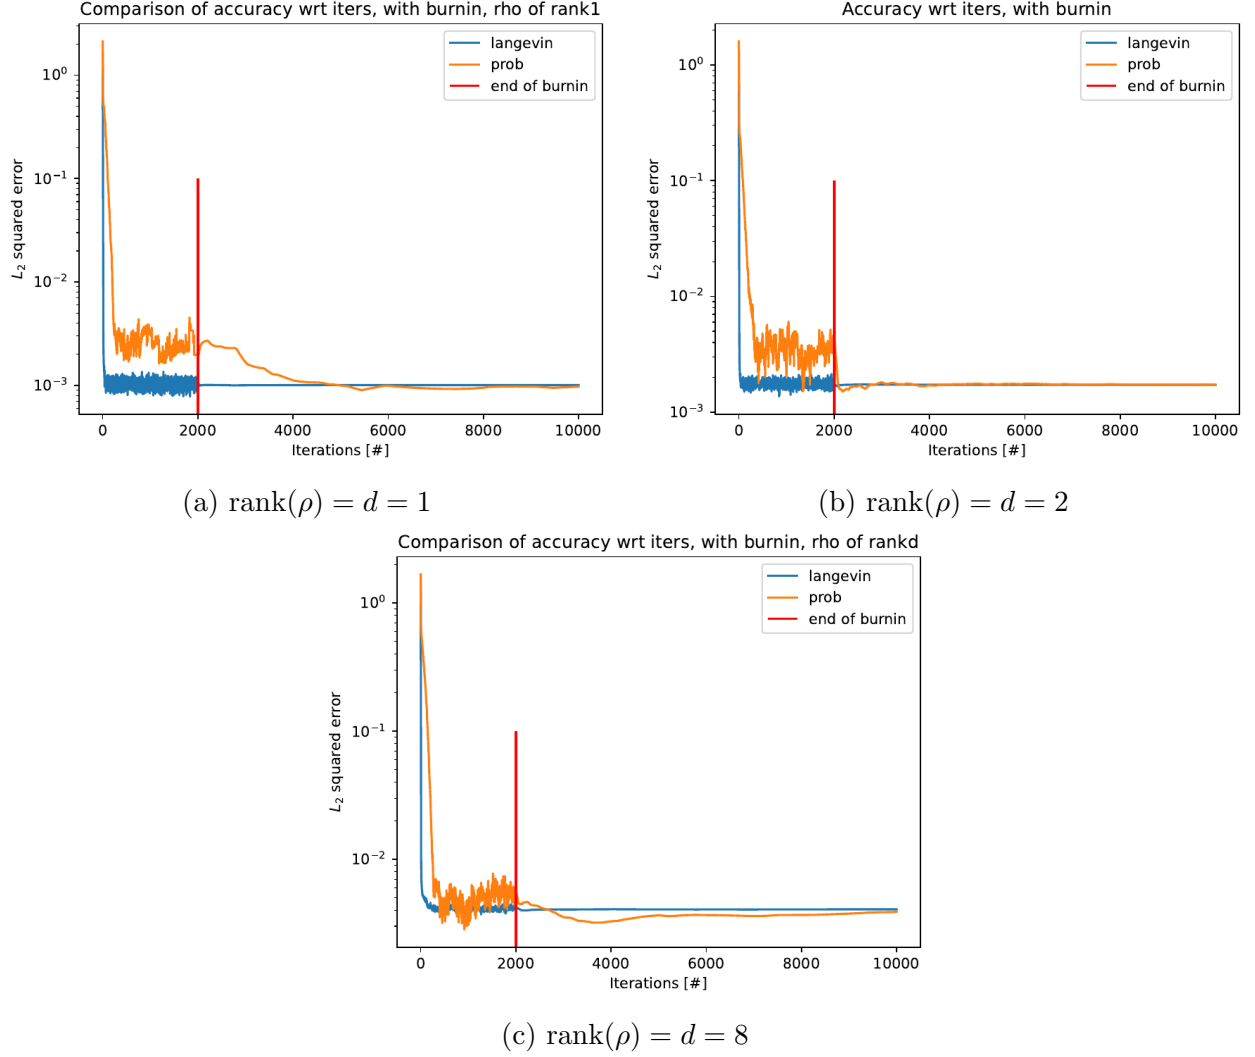 Comparison of accuracy wrt iters, with burnin, rho of rank1
langevin
prob
end of burnin
10⁰
10⁻¹
10⁻²
10⁻³
L₂ squared error
0 2000 4000 6000 8000 10000
Iterations [#]
(a) rank(ρ) = d = 1
Accuracy wrt iters, with burnin
langevin
prob
end of burnin
10⁰
10⁻¹
10⁻²
10⁻³
L₂ squared error
0 2000 4000 6000 8000 10000
Iterations [#]
(b) rank(ρ) = d = 2
Comparison of accuracy wrt iters, with burnin, rho of rankd
langevin
prob
end of burnin
10⁰
10⁻¹
10⁻²
L₂ squared error
0 2000 4000 6000 8000 10000
Iterations [#]
(c) rank(ρ) = d = 8